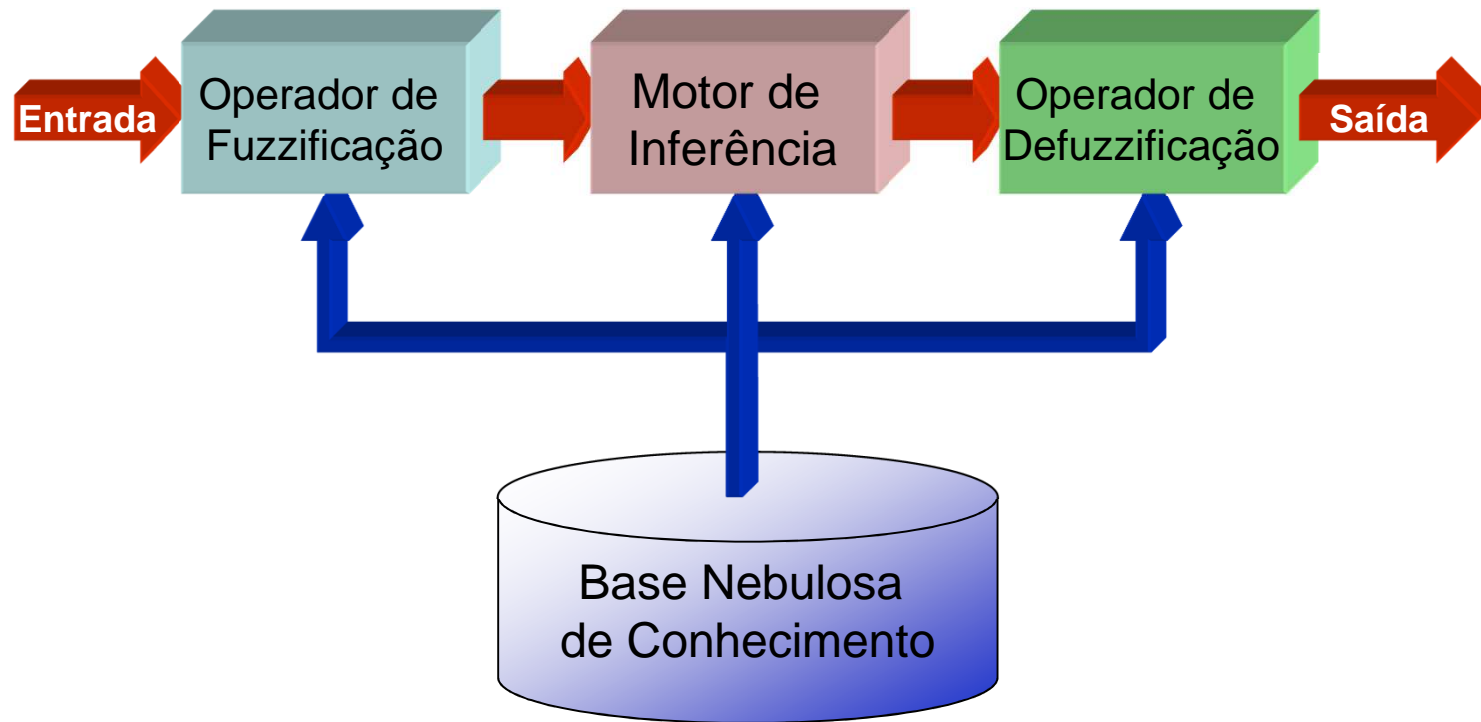 Entrada
Operador de
Fuzzificação
Motor de
Inferência
Operador de
Defuzzificação
Saída
Base Nebulosa
de Conhecimento